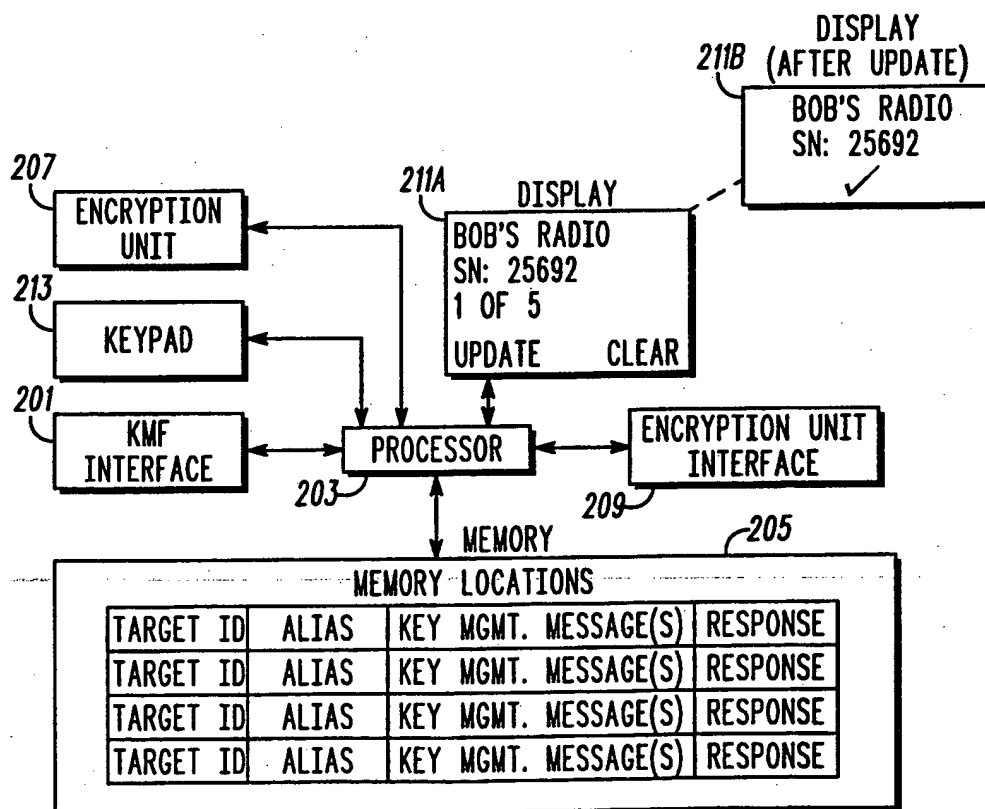 DISPLAY
(AFTER UPDATE)
211B
BOB'S RADIO
SN: 25692
✓
207
ENCRYPTION
UNIT
211A
DISPLAY
BOB'S RADIO
SN: 25692
1 OF 5
UPDATE CLEAR
213
KEYPAD
201
KMF
INTERFACE
PROCESSOR
203
ENCRYPTION UNIT
INTERFACE
209
MEMORY
205
MEMORY LOCATIONS
TARGET ID ALIAS KEY MGMT. MESSAGE(S) RESPONSE
TARGET ID ALIAS KEY MGMT. MESSAGE(S) RESPONSE
TARGET ID ALIAS KEY MGMT. MESSAGE(S) RESPONSE
TARGET ID ALIAS KEY MGMT. MESSAGE(S) RESPONSE